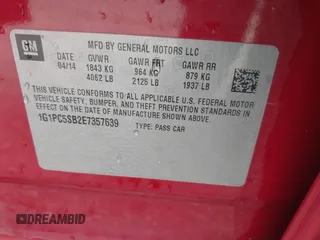 GM
MFD BY GENERAL MOTORS LLC
DATE GVWR GAWR FRT GAWR RR
04/14 1843 KG 964 KG 879 KG
4062 LB 2125 LB 1937 LB
THIS VEHICLE CONFORMS TO ALL APPLICABLE U.S. FEDERAL MOTOR
VEHICLE SAFETY, BUMPER, AND THEFT PREVENTION STANDARDS IN
EFFECT ON THE DATE OF MANUFACTURE SHOWN ABOVE.
1G1PC5SB2E7357639
TYPE: PASS CAR
DREAMBID